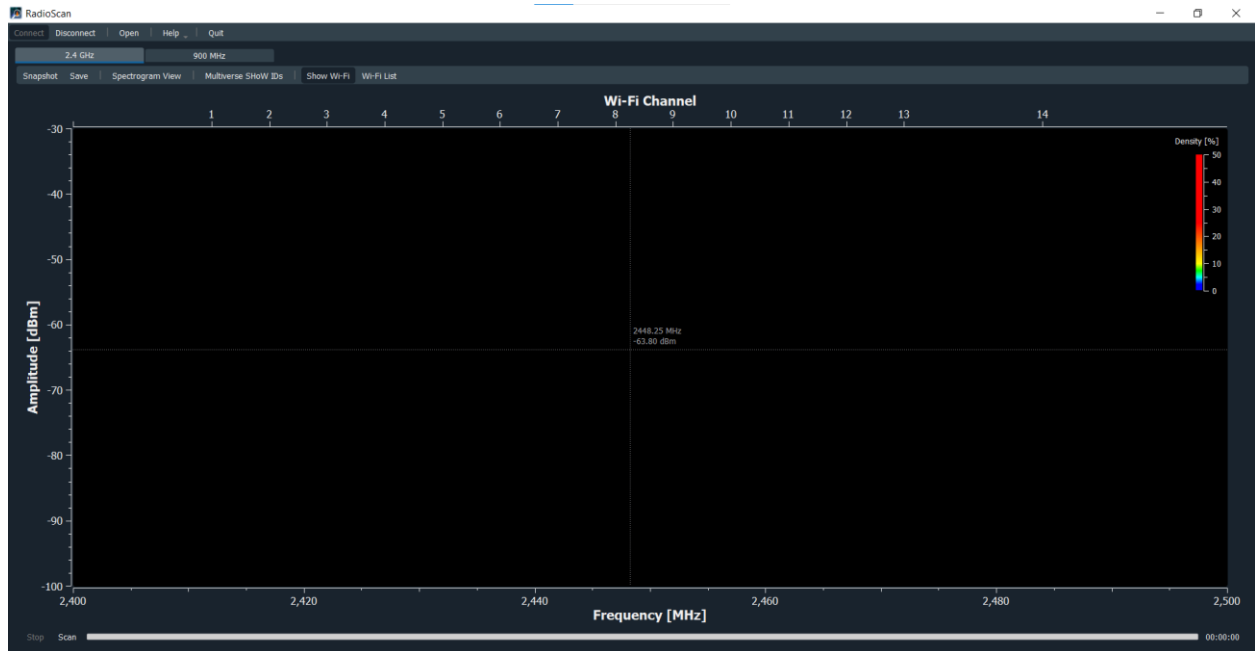 RadioScan
Connect Disconnect Open Help Quit
2.4 GHz 900 MHz
Snapshot Save Spectrogram View Multiverse SHoW IDs Show Wi-Fi Wi-Fi List
Wi-Fi Channel
1 2 3 4 5 6 7 8 9 10 11 12 13 14
Density [%]
50
40
30
20
10
0
Amplitude [dBm]
-30
-40
-50
-60
-70
-80
-90
-100
2448.25 MHz
-63.80 dBm
2,400 2,420 2,440 2,460 2,480 2,500
Frequency [MHz]
Stop Scan 00:00:00